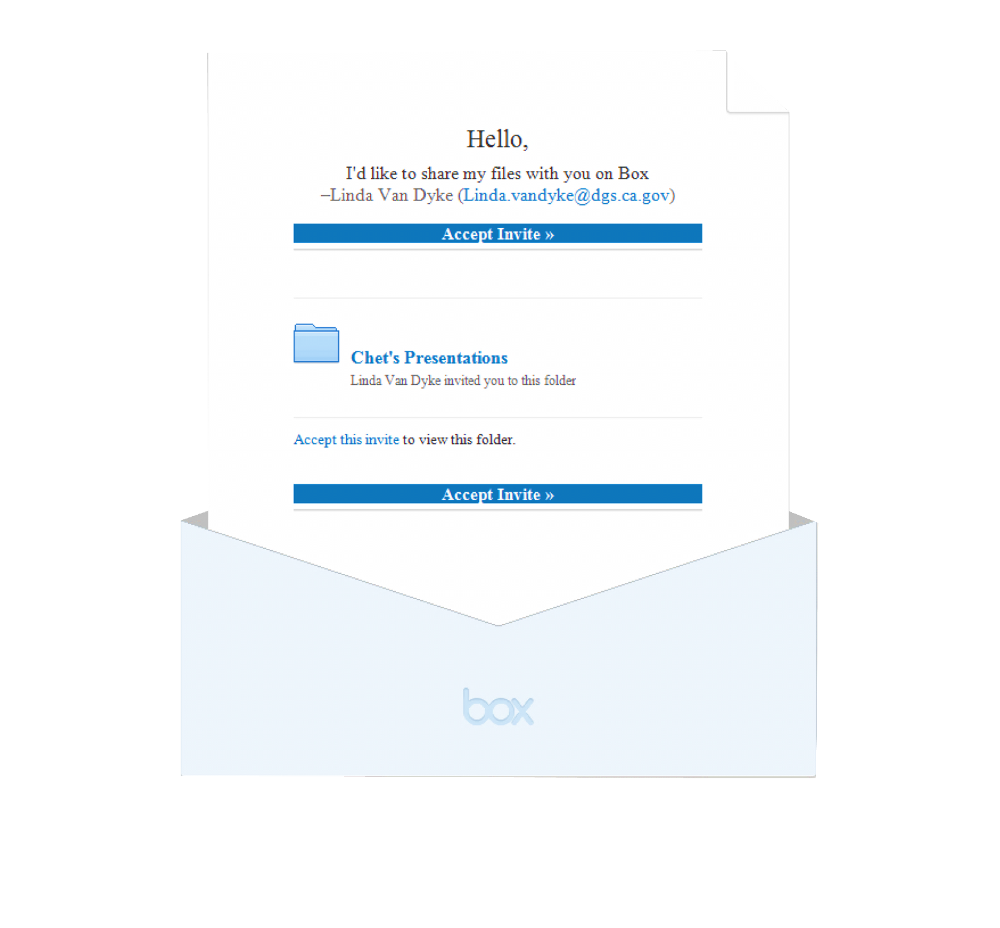 Hello,
I'd like to share my files with you on Box
–Linda Van Dyke (Linda.vandyke@dgs.ca.gov)
Accept Invite »
Chet's Presentations
Linda Van Dyke invited you to this folder
Accept this invite to view this folder.
Accept Invite »
box